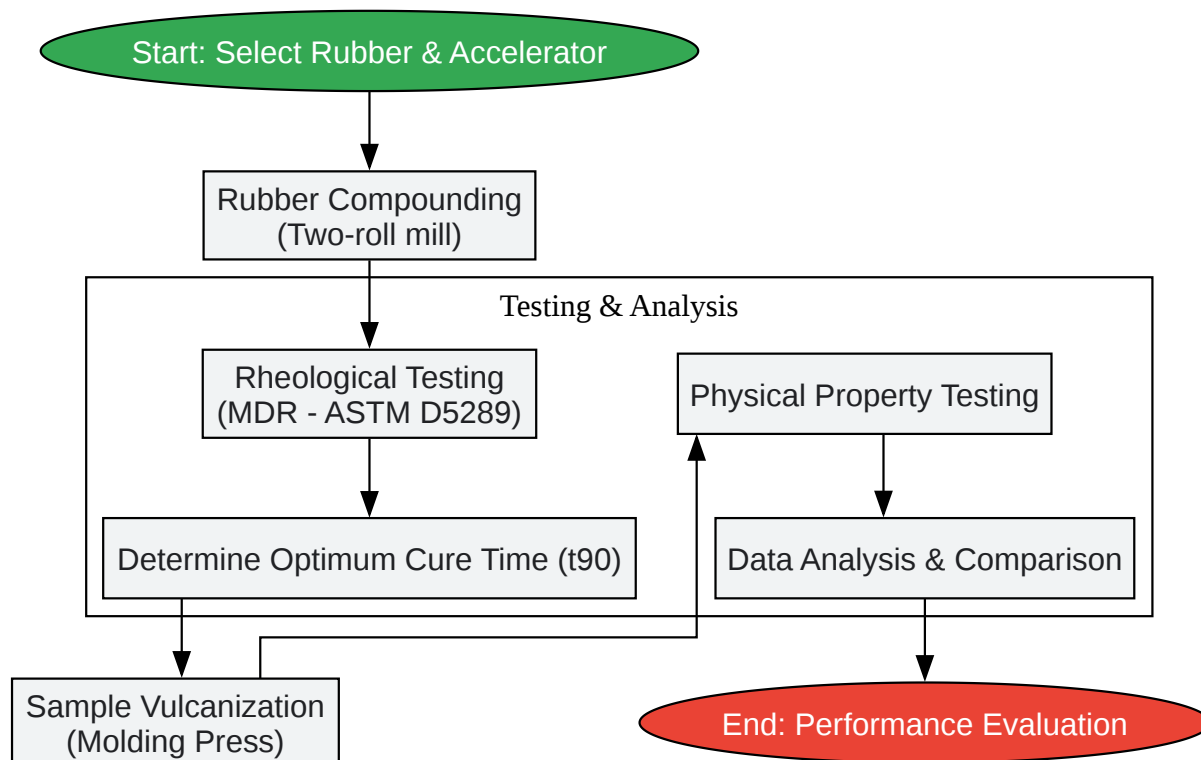 Start: Select Rubber & Accelerator
Rubber Compounding
(Two-roll mill)
Testing & Analysis
Rheological Testing
(MDR - ASTM D5289)
Determine Optimum Cure Time (t90)
Sample Vulcanization
(Molding Press)
Physical Property Testing
Data Analysis & Comparison
End: Performance Evaluation